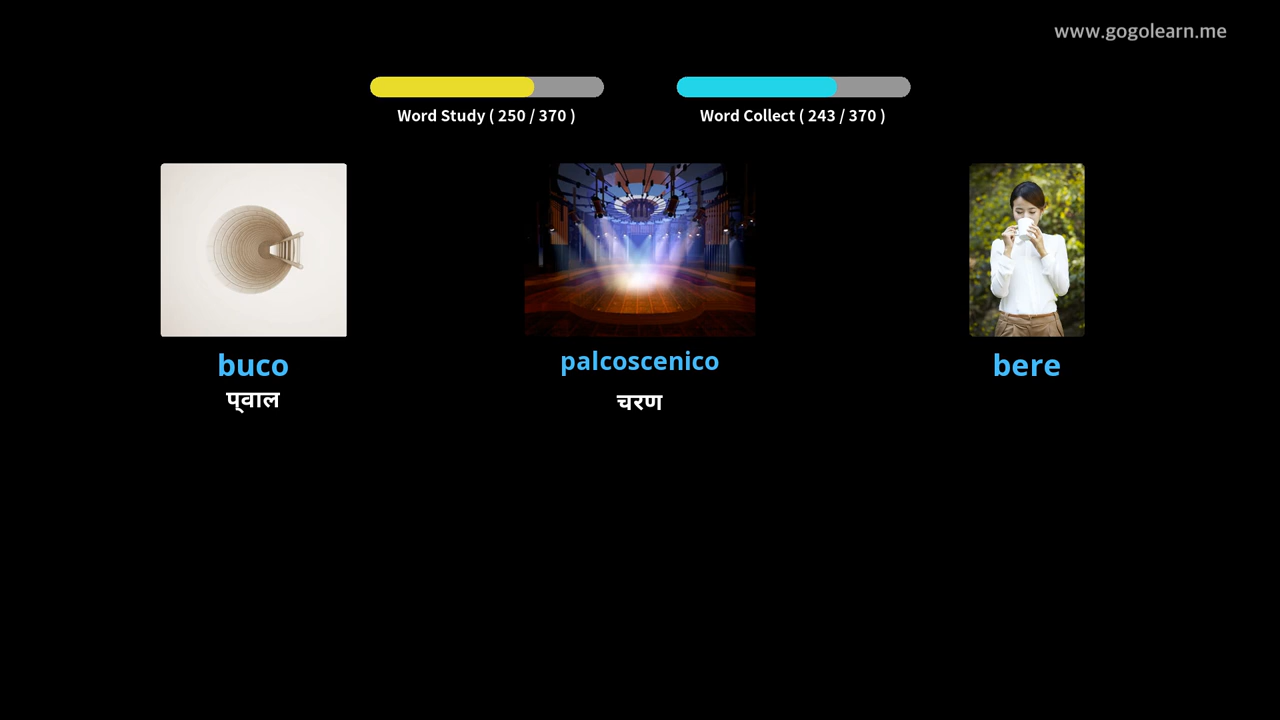 www.gogolearn.me
Word Study ( 250 / 370 )
Word Collect ( 243 / 370 )
buco
palcoscenico
bere
प्वाल
चरण